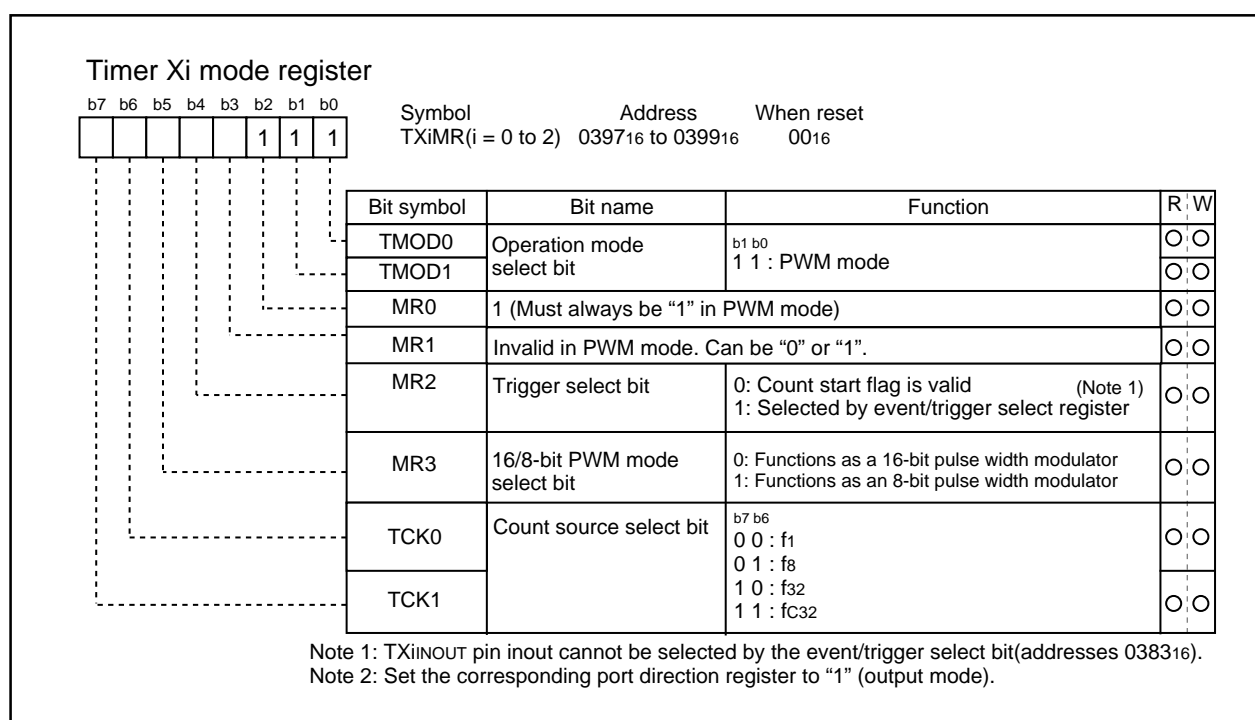 Timer Xi mode register
b7 b6 b5 b4 b3 b2 b1 b0
1 1 1
Symbol Address When reset
TXiMR(i = 0 to 2) 039716 to 039916 0016
Bit symbol Bit name Function R W
TMOD0 Operation mode b1 b0
TMOD1 select bit 1 1 : PWM mode
MR0 1 (Must always be “1” in PWM mode)
MR1 Invalid in PWM mode. Can be “0” or “1”.
MR2 Trigger select bit 0: Count start flag is valid (Note 1)
1: Selected by event/trigger select register
MR3 16/8-bit PWM mode 0: Functions as a 16-bit pulse width modulator
select bit 1: Functions as an 8-bit pulse width modulator
b7 b6
TCK0 Count source select bit 0 0 : f1
0 1 : f8
TCK1 1 0 : f32
1 1 : fC32
Note 1: TXiINOUT pin inout cannot be selected by the event/trigger select bit(addresses 038316).
Note 2: Set the corresponding port direction register to “1” (output mode).